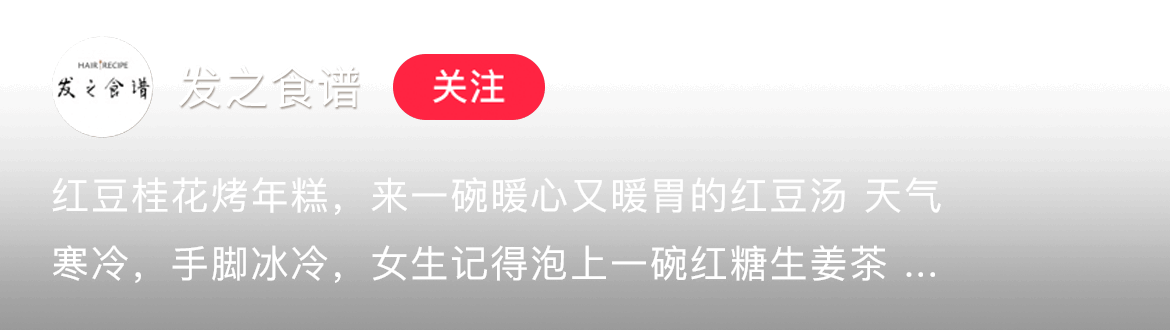 HAIR RECIPE
发之食谱
发之食谱
关注
红豆桂花烤年糕，来一碗暖心又暖胃的红豆汤 天气
寒冷，手脚冰冷，女生记得泡上一碗红糖生姜茶 ...